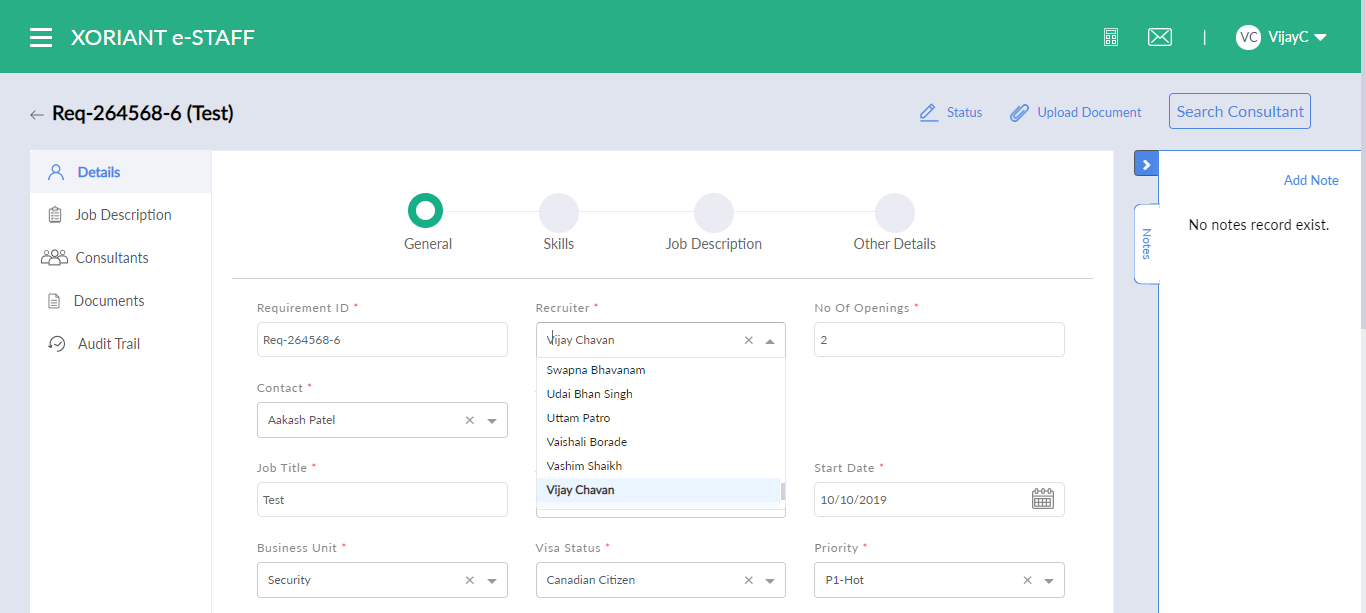 XORIANT e-STAFF
VC VijayC
Req-264568-6 (Test)
Status
Upload Document
Search Consultant
Details
Job Description
Consultants
Documents
Audit Trail
General
Skills
Job Description
Other Details
Requirement ID *
Recruiter *
No Of Openings *
Req-264568-6
Vijay Chavan
2
Swapna Bhavanam
Udai Bhan Singh
Uttam Patro
Vaishali Borade
Vashim Shaikh
Vijay Chavan
Contact *
Aakash Patel
Job Title *
Start Date *
Test
10/10/2019
Business Unit *
Visa Status *
Priority *
Security
Canadian Citizen
P1-Hot
Add Note
Notes
No notes record exist.